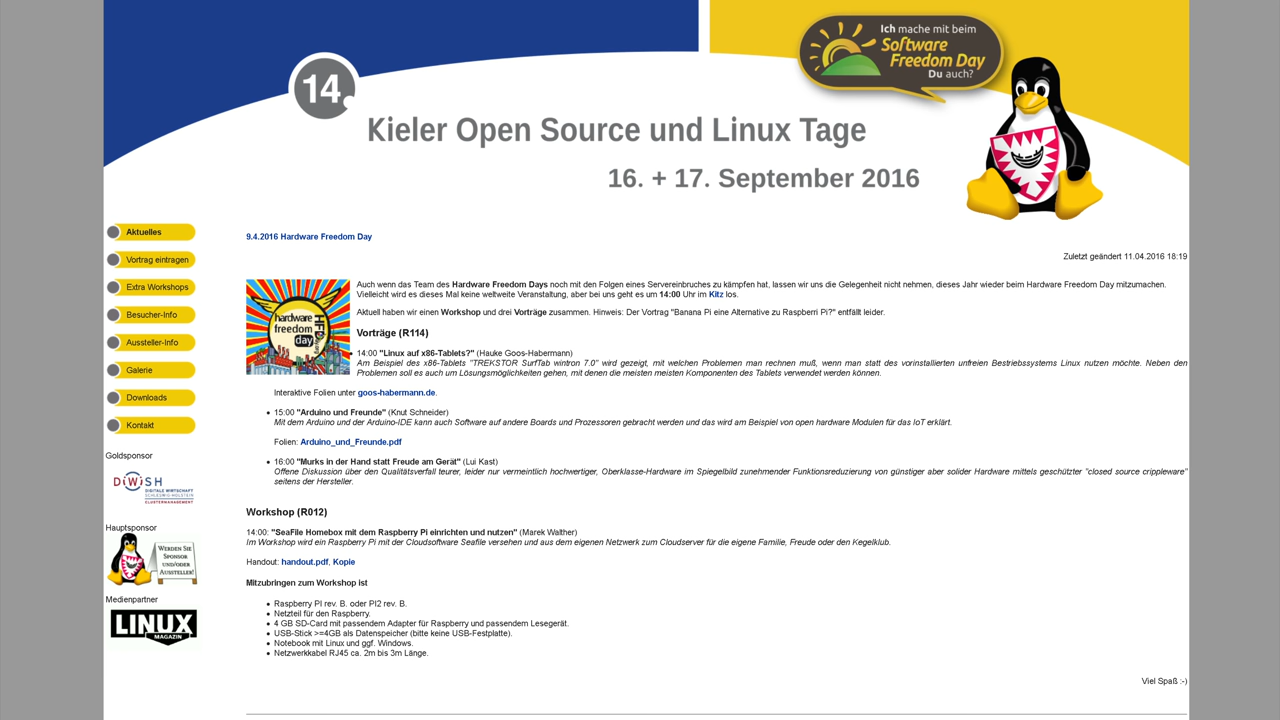 Ich mache mit beim
Software
Freedom Day
Du auch?
14.
Kieler Open Source und Linux Tage
16. + 17. September 2016
Aktuelles
Vortrag eintragen
Extra Workshops
Besucher-Info
Aussteller-Info
Galerie
Downloads
Kontakt
Goldsponsor
DiWiSH
DIGITALE WIRTSCHAFT
SCHLESWIG-HOLSTEIN
CLUSTERMANAGEMENT
Hauptsponsor
WERDEN SIE
SPONSOR
UND/ODER
AUSSTELLER!
Medienpartner
LINUX
MAGAZIN
9.4.2016 Hardware Freedom Day
Zuletzt geändert 11.04.2016 18:19
hardware
freedom
day
HFD
Auch wenn das Team des Hardware Freedom Days noch mit den Folgen eines Servereinbruches zu kämpfen hat, lassen wir uns die Gelegenheit nicht nehmen, dieses Jahr wieder beim Hardware Freedom Day mitzumachen.
Vielleicht wird es dieses Mal keine weltweite Veranstaltung, aber bei uns geht es um 14:00 Uhr im Kitz los.
Aktuell haben wir einen Workshop und drei Vorträge zusammen. Hinweis: Der Vortrag "Banana Pi eine Alternative zu Raspberri Pi?" entfällt leider.
Vorträge (R114)
14:00 "Linux auf x86-Tablets?" (Hauke Goos-Habermann)
Am Beispiel des x86-Tablets "TREKSTOR SurfTab wintron 7.0" wird gezeigt, mit welchen Problemen man rechnen muß, wenn man statt des vorinstallierten unfreien Bestriebssystems Linux nutzen möchte. Neben den
Problemen soll es auch um Lösungsmöglichkeiten gehen, mit denen die meisten meisten Komponenten des Tablets verwendet werden können.
Interaktive Folien unter goos-habermann.de.
• 15:00 "Arduino und Freunde" (Knut Schneider)
Mit dem Arduino und der Arduino-IDE kann auch Software auf andere Boards und Prozessoren gebracht werden und das wird am Beispiel von open hardware Modulen für das IoT erklärt.
Folien: Arduino_und_Freunde.pdf
• 16:00 "Murks in der Hand statt Freude am Gerät" (Lui Kast)
Offene Diskussion über den Qualitätsverfall teurer, leider nur vermeintlich hochwertiger, Oberklasse-Hardware im Spiegelbild zunehmender Funktionsreduzierung von günstiger aber solider Hardware mittels geschützter "closed source crippleware"
seitens der Hersteller.
Workshop (R012)
14:00: "SeaFile Homebox mit dem Raspberry Pi einrichten und nutzen" (Marek Walther)
Im Workshop wird ein Raspberry Pi mit der Cloudsoftware Seafile versehen und aus dem eigenen Netzwerk zum Cloudserver für die eigene Familie, Freude oder den Kegelklub.
Handout: handout.pdf, Kopie
Mitzubringen zum Workshop ist
• Raspberry PI rev. B. oder PI2 rev. B.
• Netzteil für den Raspberry.
• 4 GB SD-Card mit passendem Adapter für Raspberry und passendem Lesegerät.
• USB-Stick >=4GB als Datenspeicher (bitte keine USB-Festplatte).
• Notebook mit Linux und ggf. Windows.
• Netzwerkkabel RJ45 ca. 2m bis 3m Länge.
Viel Spaß :-)